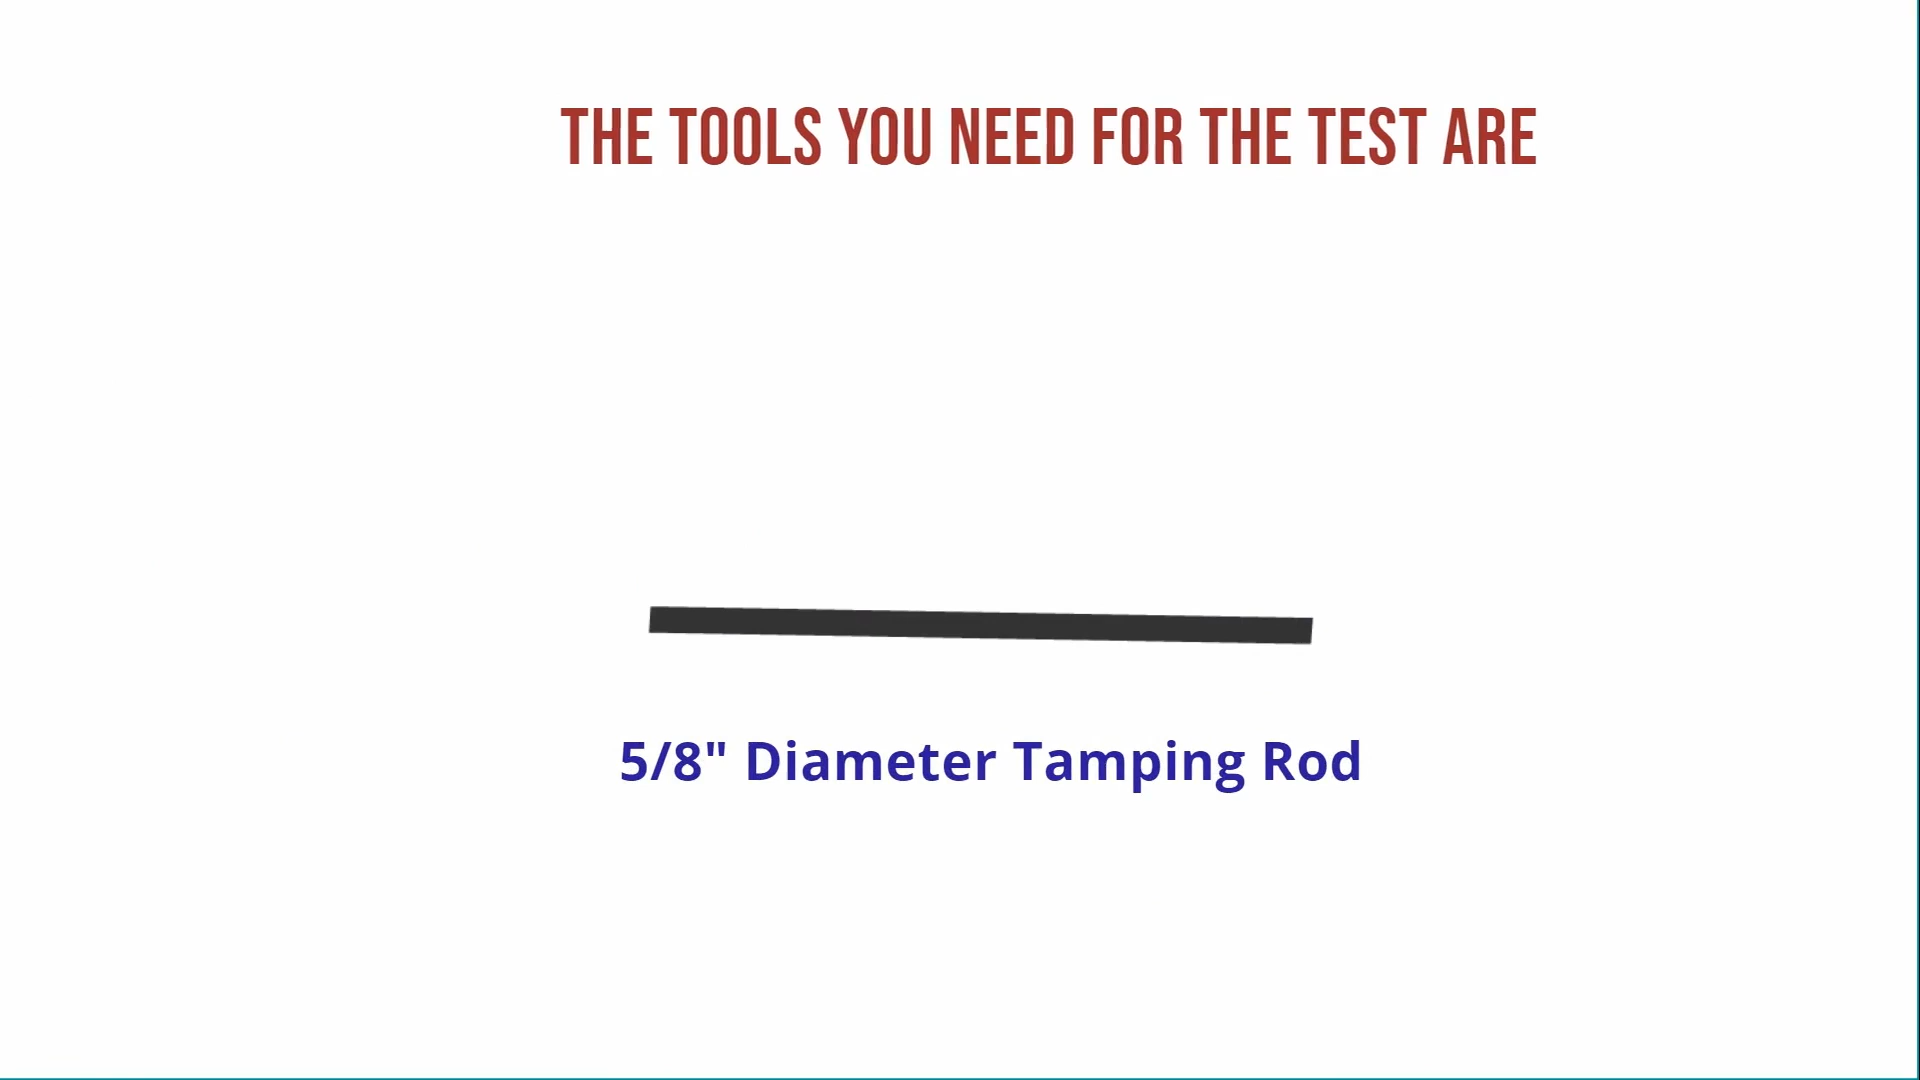 THE TOOLS YOU NEED FOR THE TEST ARE
5/8" Diameter Tamping Rod